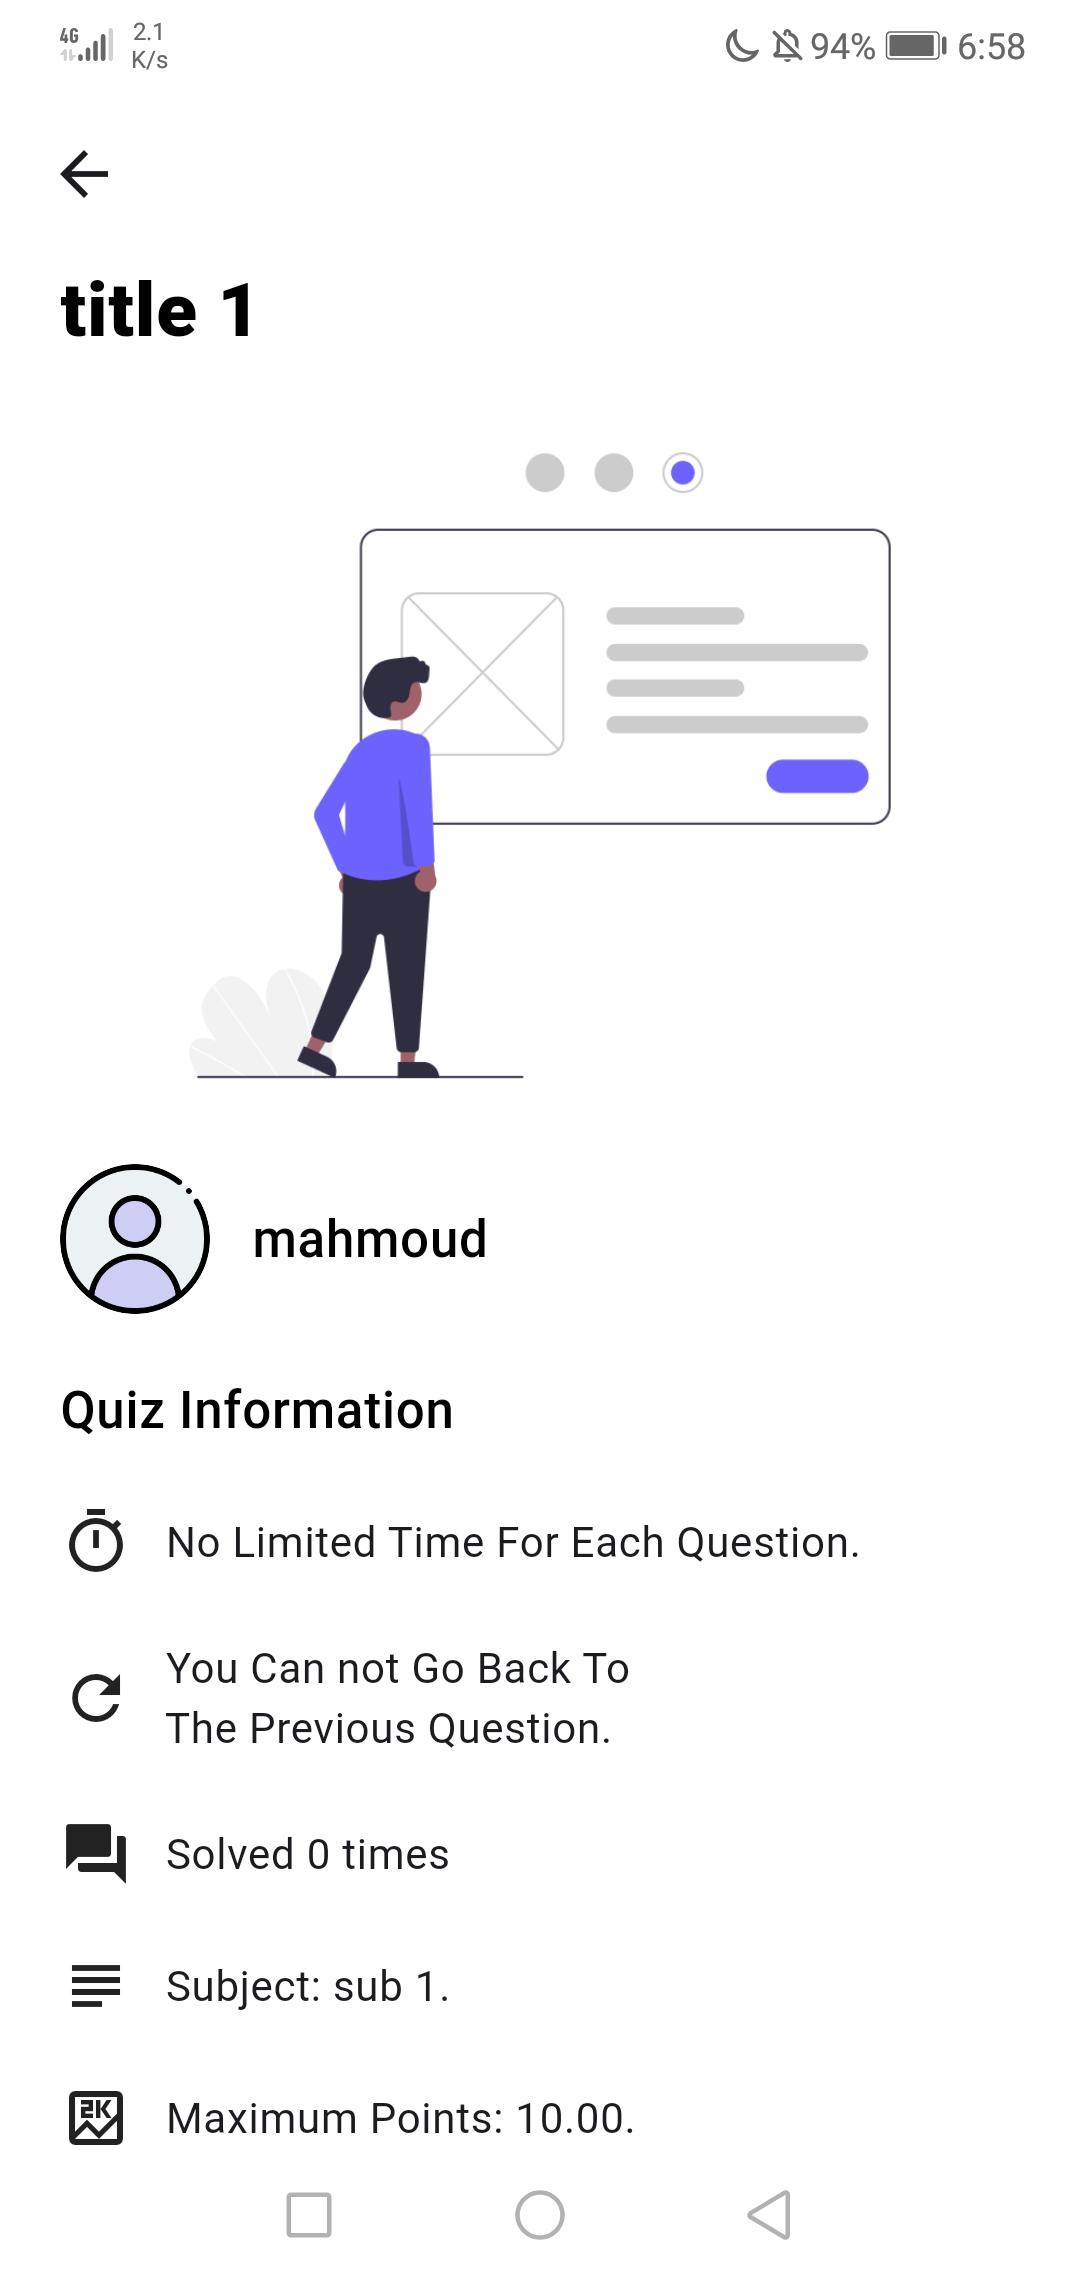 4G
2.1
K/s
94%
6:58
title 1
mahmoud
Quiz Information
No Limited Time For Each Question.
You Can not Go Back To
The Previous Question.
Solved 0 times
Subject: sub 1.
2K
Maximum Points: 10.00.